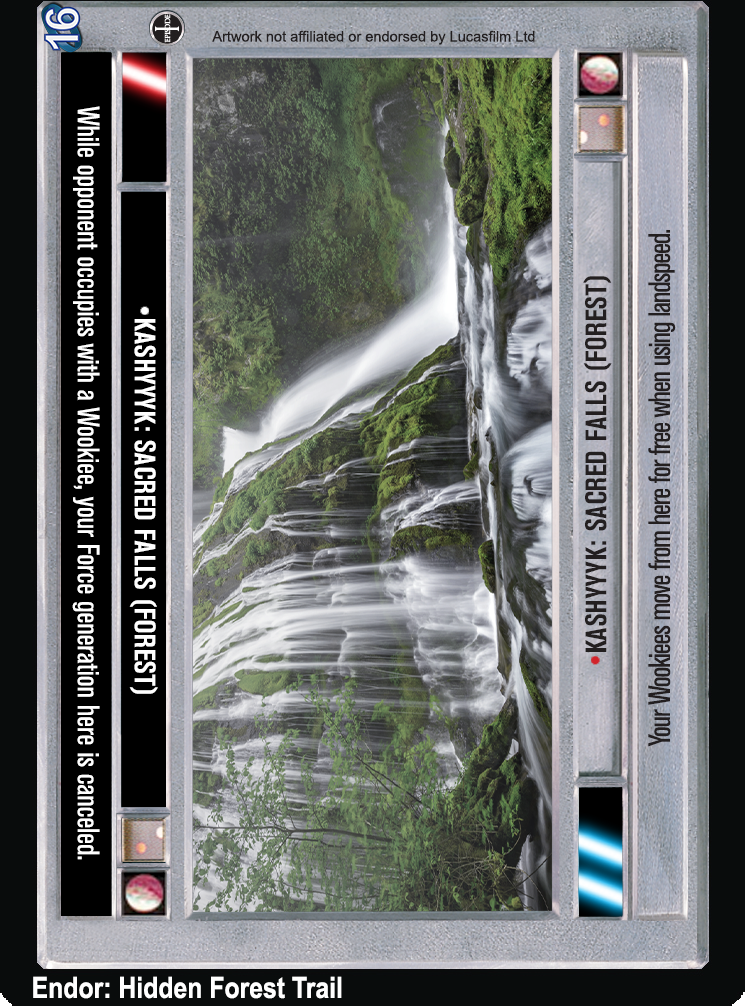 16
Artwork not affiliated or endorsed by Lucasfilm Ltd
While opponent occupies with a Wookiee, your Force generation here is canceled.
•KASHYYYK: SACRED FALLS (FOREST)
•KASHYYYK: SACRED FALLS (FOREST)
Your Wookiees move from here for free when using landspeed.
Endor: Hidden Forest Trail